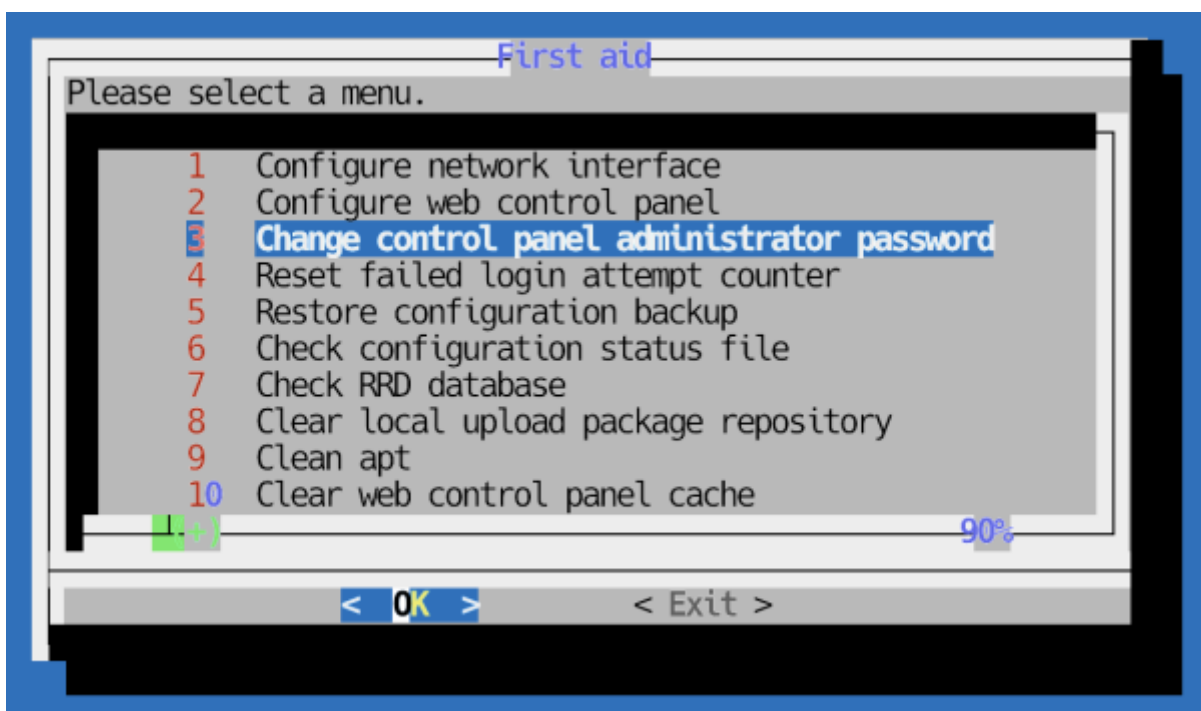 First aid
Please select a menu.
1 Configure network interface
2 Configure web control panel
3 Change control panel administrator password
4 Reset failed login attempt counter
5 Restore configuration backup
6 Check configuration status file
7 Check RRD database
8 Clear local upload package repository
9 Clean apt
10 Clear web control panel cache
(+) 90%
< OK > < Exit >